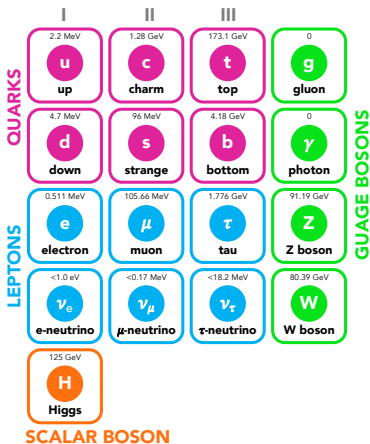 I II III
2.2 MeV 1.28 GeV 173.1 GeV 0
u c t g
up charm top gluon
QUARKS
4.7 MeV 96 MeV 4.18 GeV 0
d s b γ
down strange bottom photon
GUAGE BOSONS
0.511 MeV 105.66 MeV 1.776 GeV 91.19 GeV
e μ τ Z
electron muon tau Z boson
LEPTONS
<1.0 eV <0.17 MeV <18.2 MeV 80.39 GeV
νe νμ ντ W
e-neutrino μ-neutrino τ-neutrino W boson
125 GeV
H
Higgs
SCALAR BOSON